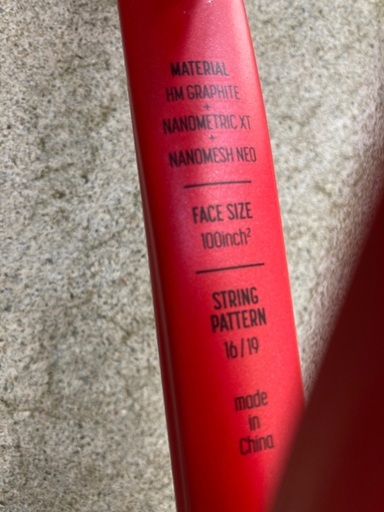 MATERIAL
HM GRAPHITE
+
NANOMETRIC XT
+
NANOMESH NEO
FACE SIZE
100inch²
STRING
PATTERN
16/19
made
in
China